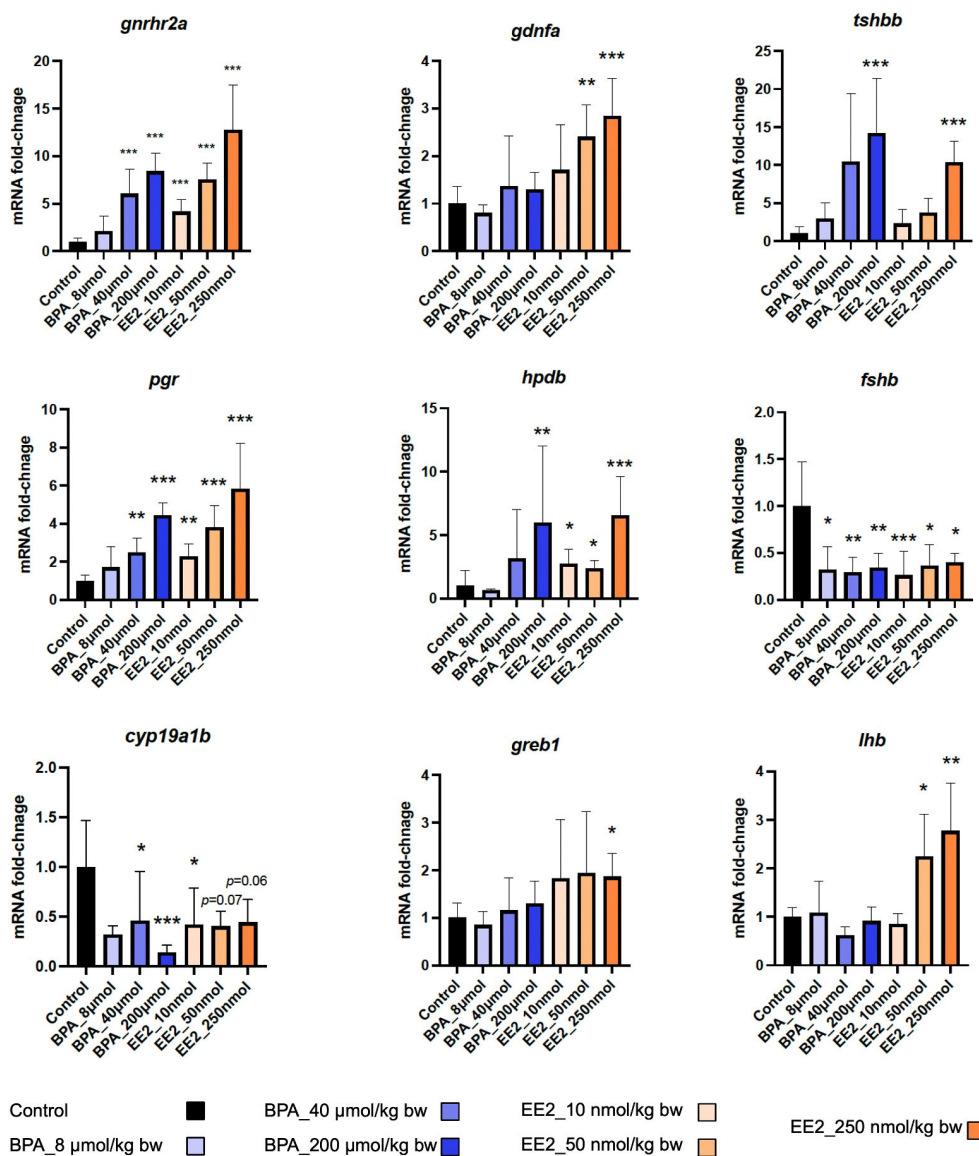 gnrhr2a
mRNA fold-chnage
20
15
10
5
0
***
***
***
***
***
Control
BPA_8µmol
BPA_40µmol
BPA_200µmol
EE2_10nmol
EE2_50nmol
EE2_250nmol
gdnfa
mRNA fold-chnage
4
3
2
1
0
**
***
Control
BPA_8µmol
BPA_40µmol
BPA_200µmol
EE2_10nmol
EE2_50nmol
EE2_250nmol
tshbb
mRNA fold-chnage
25
20
15
10
5
0
***
***
Control
BPA_8µmol
BPA_40µmol
BPA_200µmol
EE2_10nmol
EE2_50nmol
EE2_250nmol
pgr
mRNA fold-chnage
10
8
6
4
2
0
**
***
**
***
***
Control
BPA_8µmol
BPA_40µmol
BPA_200µmol
EE2_10nmol
EE2_50nmol
EE2_250nmol
hpdb
mRNA fold-chnage
15
10
5
0
**
*
*
***
Control
BPA_8µmol
BPA_40µmol
BPA_200µmol
EE2_10nmol
EE2_50nmol
EE2_250nmol
fshb
mRNA fold-chnage
2.0
1.5
1.0
0.5
0.0
*
**
**
***
*
*
Control
BPA_8µmol
BPA_40µmol
BPA_200µmol
EE2_10nmol
EE2_50nmol
EE2_250nmol
cyp19a1b
mRNA fold-chnage
2.0
1.5
1.0
0.5
0.0
*
***
*
p=0.07
p=0.06
Control
BPA_8µmol
BPA_40µmol
BPA_200µmol
EE2_10nmol
EE2_50nmol
EE2_250nmol
greb1
mRNA fold-chnage
4
3
2
1
0
*
Control
BPA_8µmol
BPA_40µmol
BPA_200µmol
EE2_10nmol
EE2_50nmol
EE2_250nmol
lhb
mRNA fold-chnage
4
3
2
1
0
*
**
Control
BPA_8µmol
BPA_40µmol
BPA_200µmol
EE2_10nmol
EE2_50nmol
EE2_250nmol
Control
BPA_40 µmol/kg bw
EE2_10 nmol/kg bw
EE2_250 nmol/kg bw
BPA_8 µmol/kg bw
BPA_200 µmol/kg bw
EE2_50 nmol/kg bw